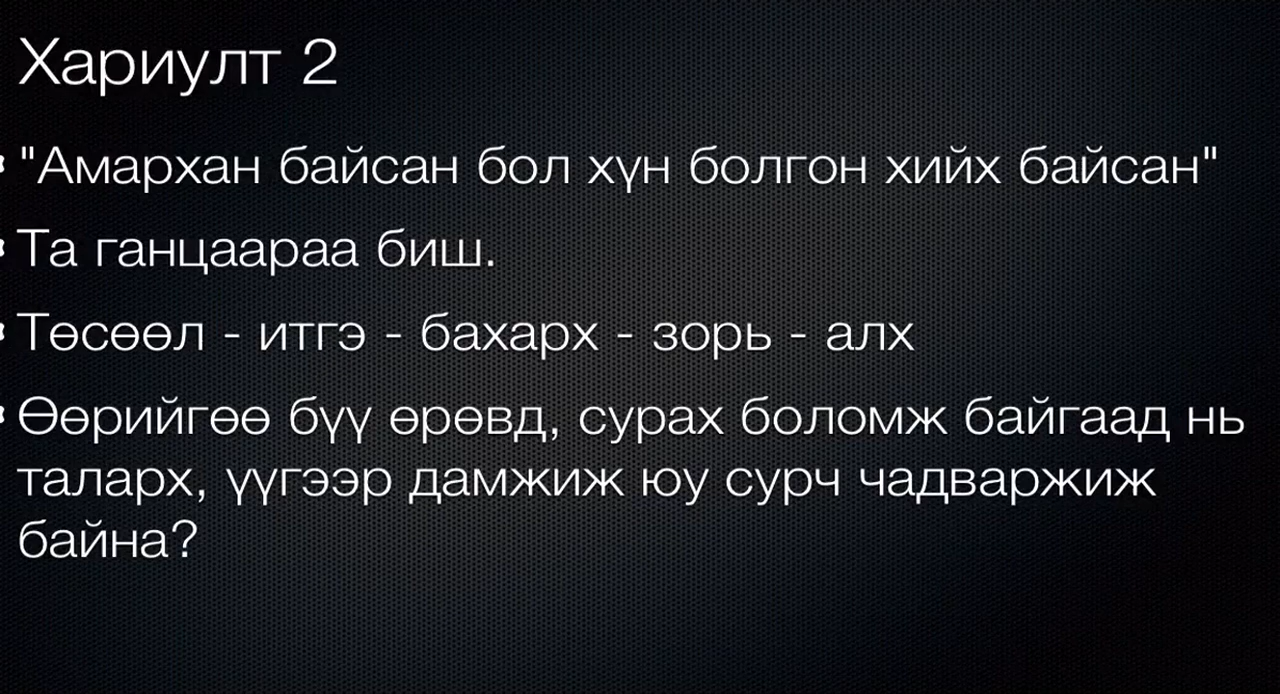 Хариулт 2
"Амархан байсан бол хүн болгон хийх байсан"
Та ганцаараа биш.
Төсөөл - итгэ - бахарх - зорь - алх
Өөрийгөө бүү өрөвд, сурах боломж байгаад нь
таларх, үүгээр дамжиж юу сурч чадваржиж
байна?